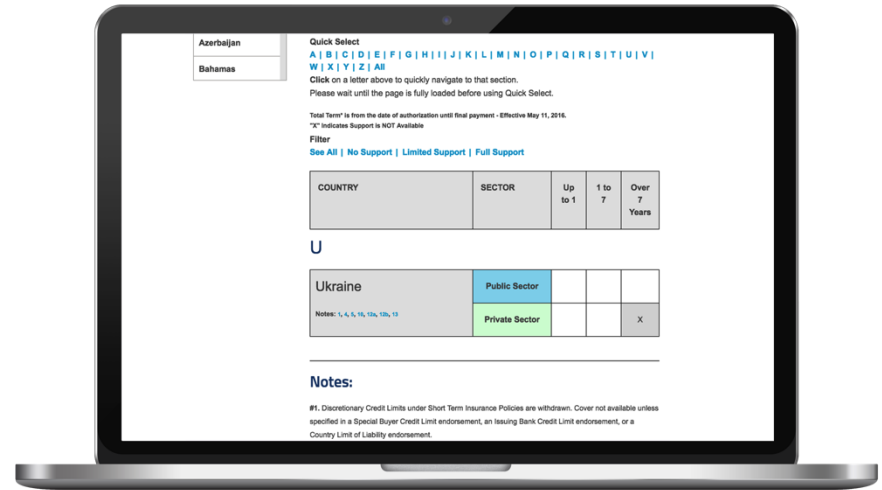 Azerbaijan
Bahamas
Quick Select
A | B | C | D | E | F | G | H | I | J | K | L | M | N | O | P | Q | R | S | T | U | V |
W | X | Y | Z | All
Click on a letter above to quickly navigate to that section.
Please wait until the page is fully loaded before using Quick Select.
Total Term* is from the date of authorization until final payment - Effective May 11, 2016.
"X" Indicates Support is NOT Available
Filter
See All | No Support | Limited Support | Full Support
COUNTRY SECTOR Up 1 to Over
to 1 7 7
Years
U
Ukraine Public Sector
Notes: 1, 4, 5, 10, 12a, 12b, 13 Private Sector X
Notes:
#1. Discretionary Credit Limits under Short Term Insurance Policies are withdrawn. Cover not available unless
specified in a Special Buyer Credit Limit endorsement, an Issuing Bank Credit Limit endorsement, or a
Country Limit of Liability endorsement.